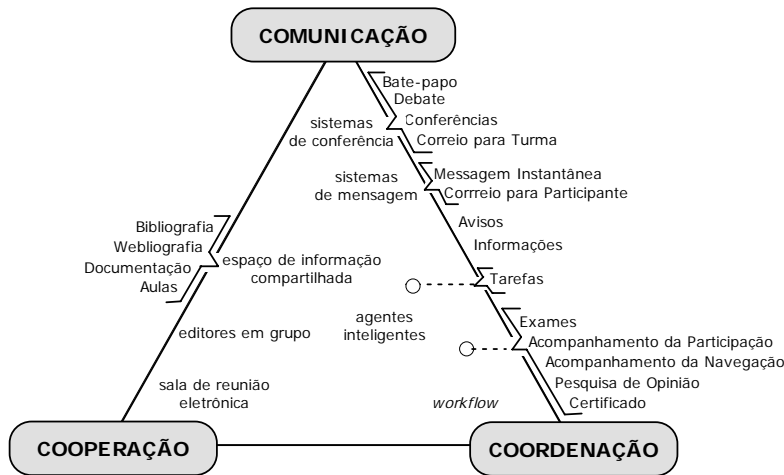 COMUNICAÇÃO
Bate-papo
Debate
Conferências
Correio para Turma
sistemas
de conferência
Messagem Instantânea
Corrreio para Participante
sistemas
de mensagem
Avisos
Informações
Tarefas
Bibliografia
Webliografia
Documentação
Aulas
espaço de informação
compartilhada
agentes
inteligentes
Exames
Acompanhamento da Participação
Acompanhamento da Navegação
Pesquisa de Opinião
Certificado
editores em grupo
sala de reunião
eletrônica
workflow
COOPERAÇÃO
COORDENAÇÃO